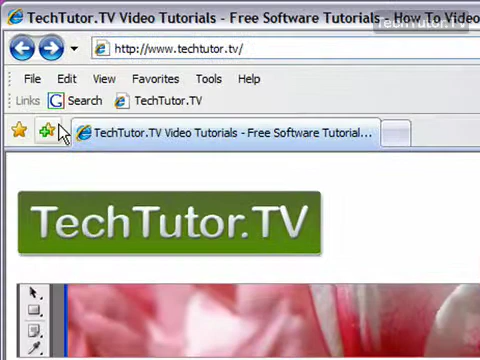 TechTutor.TV Video Tutorials - Free Software Tutorials - How To Video
TechTutor.TV
http://www.techtutor.tv/
File Edit View Favorites Tools Help
Links Search TechTutor.TV
TechTutor.TV Video Tutorials - Free Software Tutorial...
TechTutor.TV